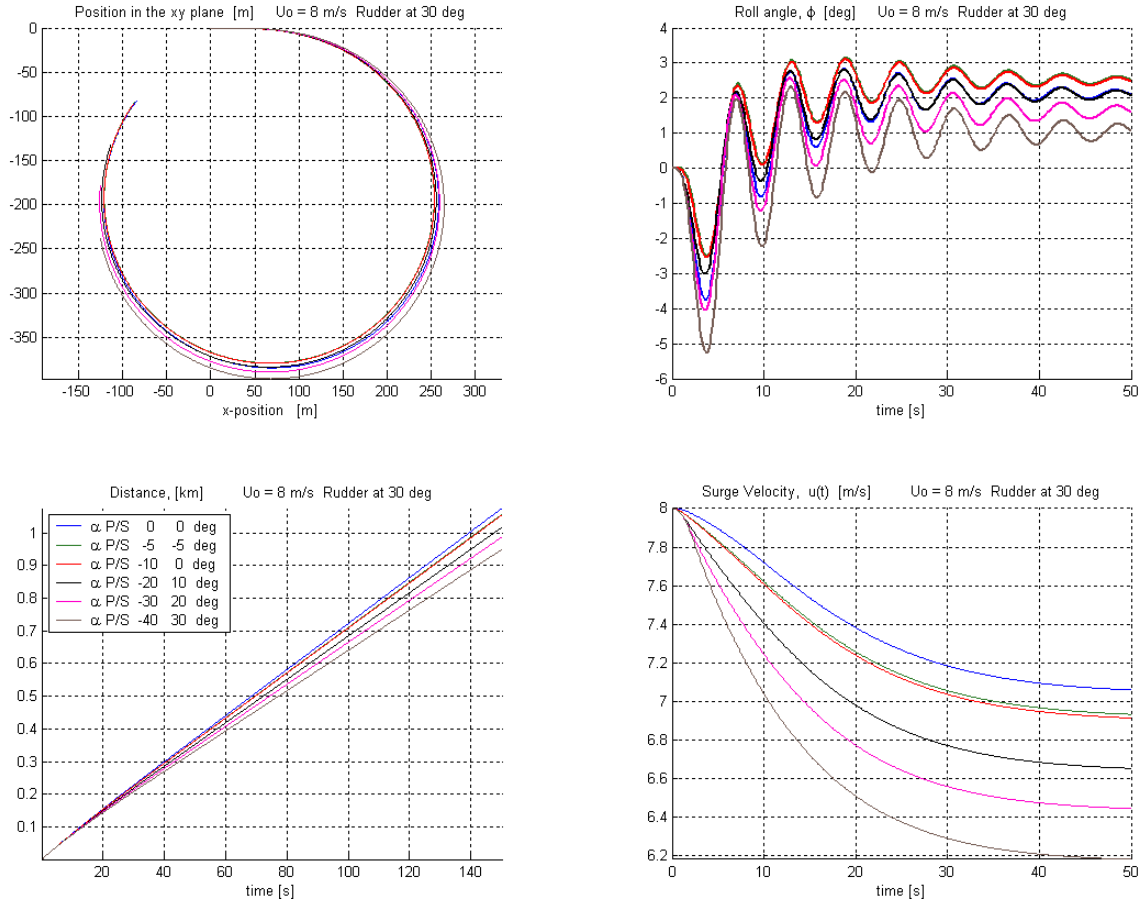 Position in the xy plane [m] Uo = 8 m/s Rudder at 30 deg
0
-50
-100
-150
-200
-250
-300
-350
-150 -100 -50 0 50 100 150 200 250 300
x-position [m]
Roll angle, ϕ [deg] Uo = 8 m/s Rudder at 30 deg
4
3
2
1
0
-1
-2
-3
-4
-5
-6
0 10 20 30 40 50
time [s]
Distance, [km] Uo = 8 m/s Rudder at 30 deg
α P/S 0 0 deg
α P/S -5 -5 deg
α P/S -10 0 deg
α P/S -20 10 deg
α P/S -30 20 deg
α P/S -40 30 deg
1
0.9
0.8
0.7
0.6
0.5
0.4
0.3
0.2
0.1
20 40 60 80 100 120 140
time [s]
Surge Velocity, u(t) [m/s] Uo = 8 m/s Rudder at 30 deg
8
7.8
7.6
7.4
7.2
7
6.8
6.6
6.4
6.2
0 10 20 30 40 50
time [s]